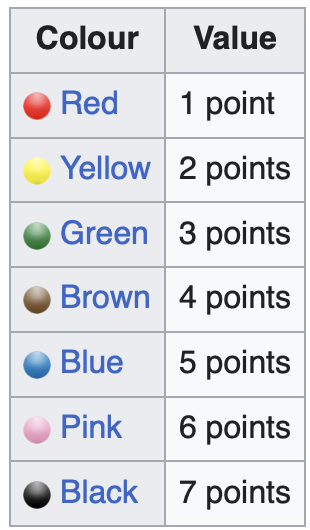 Colour Value
Red 1 point
Yellow 2 points
Green 3 points
Brown 4 points
Blue 5 points
Pink 6 points
Black 7 points